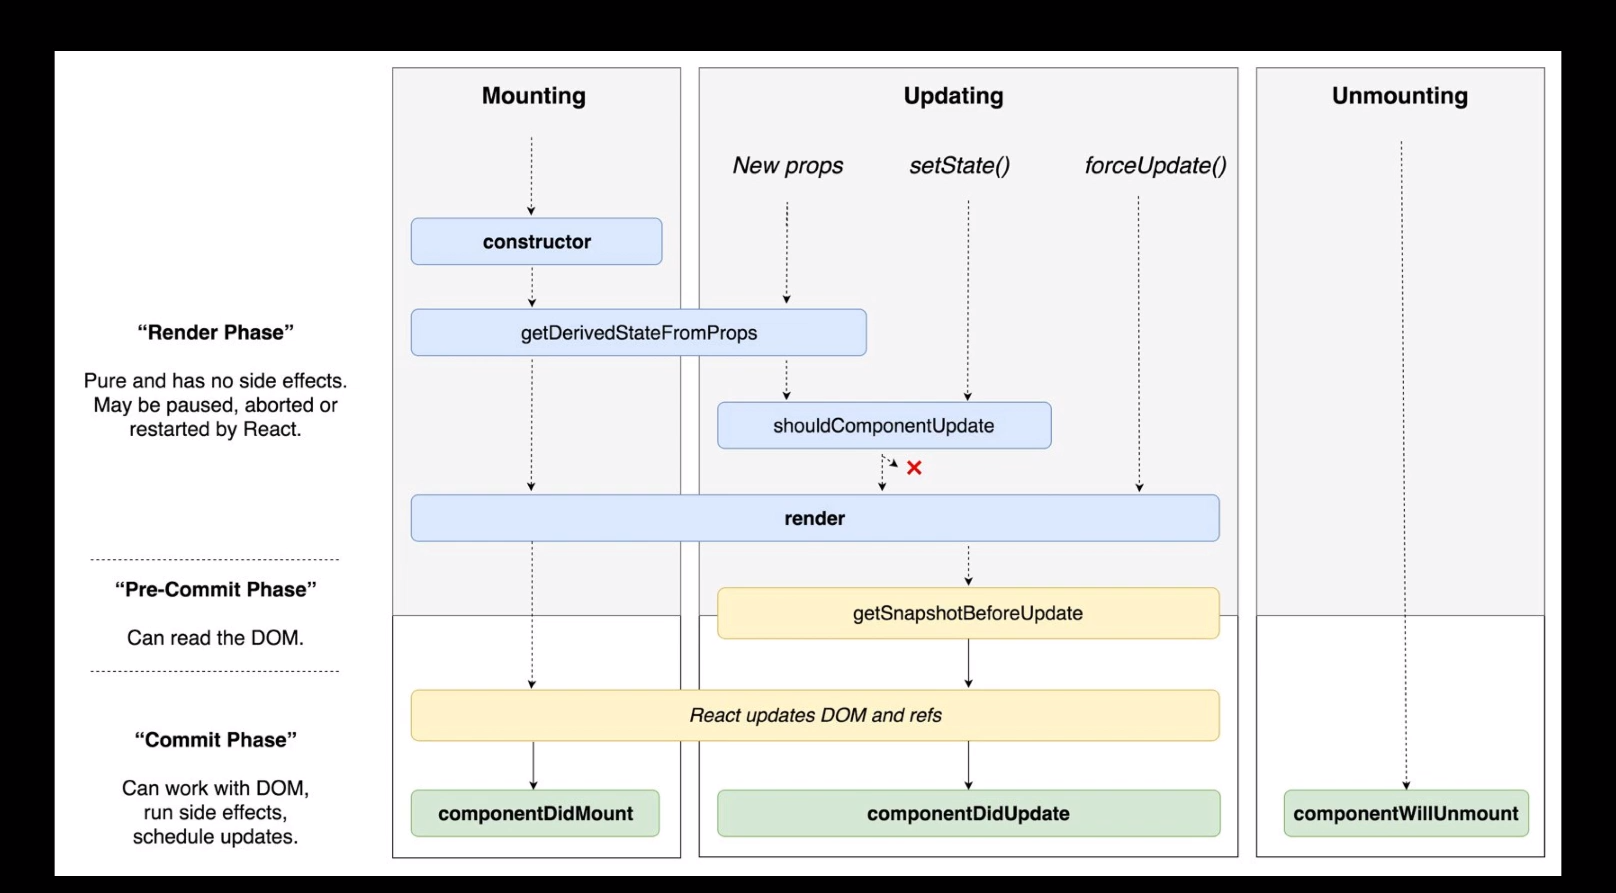 Mounting
Updating
Unmounting
New props
setState()
forceUpdate()
constructor
“Render Phase”
getDerivedStateFromProps
Pure and has no side effects.
May be paused, aborted or
restarted by React.
shouldComponentUpdate
render
“Pre-Commit Phase”
Can read the DOM.
getSnapshotBeforeUpdate
React updates DOM and refs
“Commit Phase”
Can work with DOM,
run side effects,
schedule updates.
componentDidMount
componentDidUpdate
componentWillUnmount